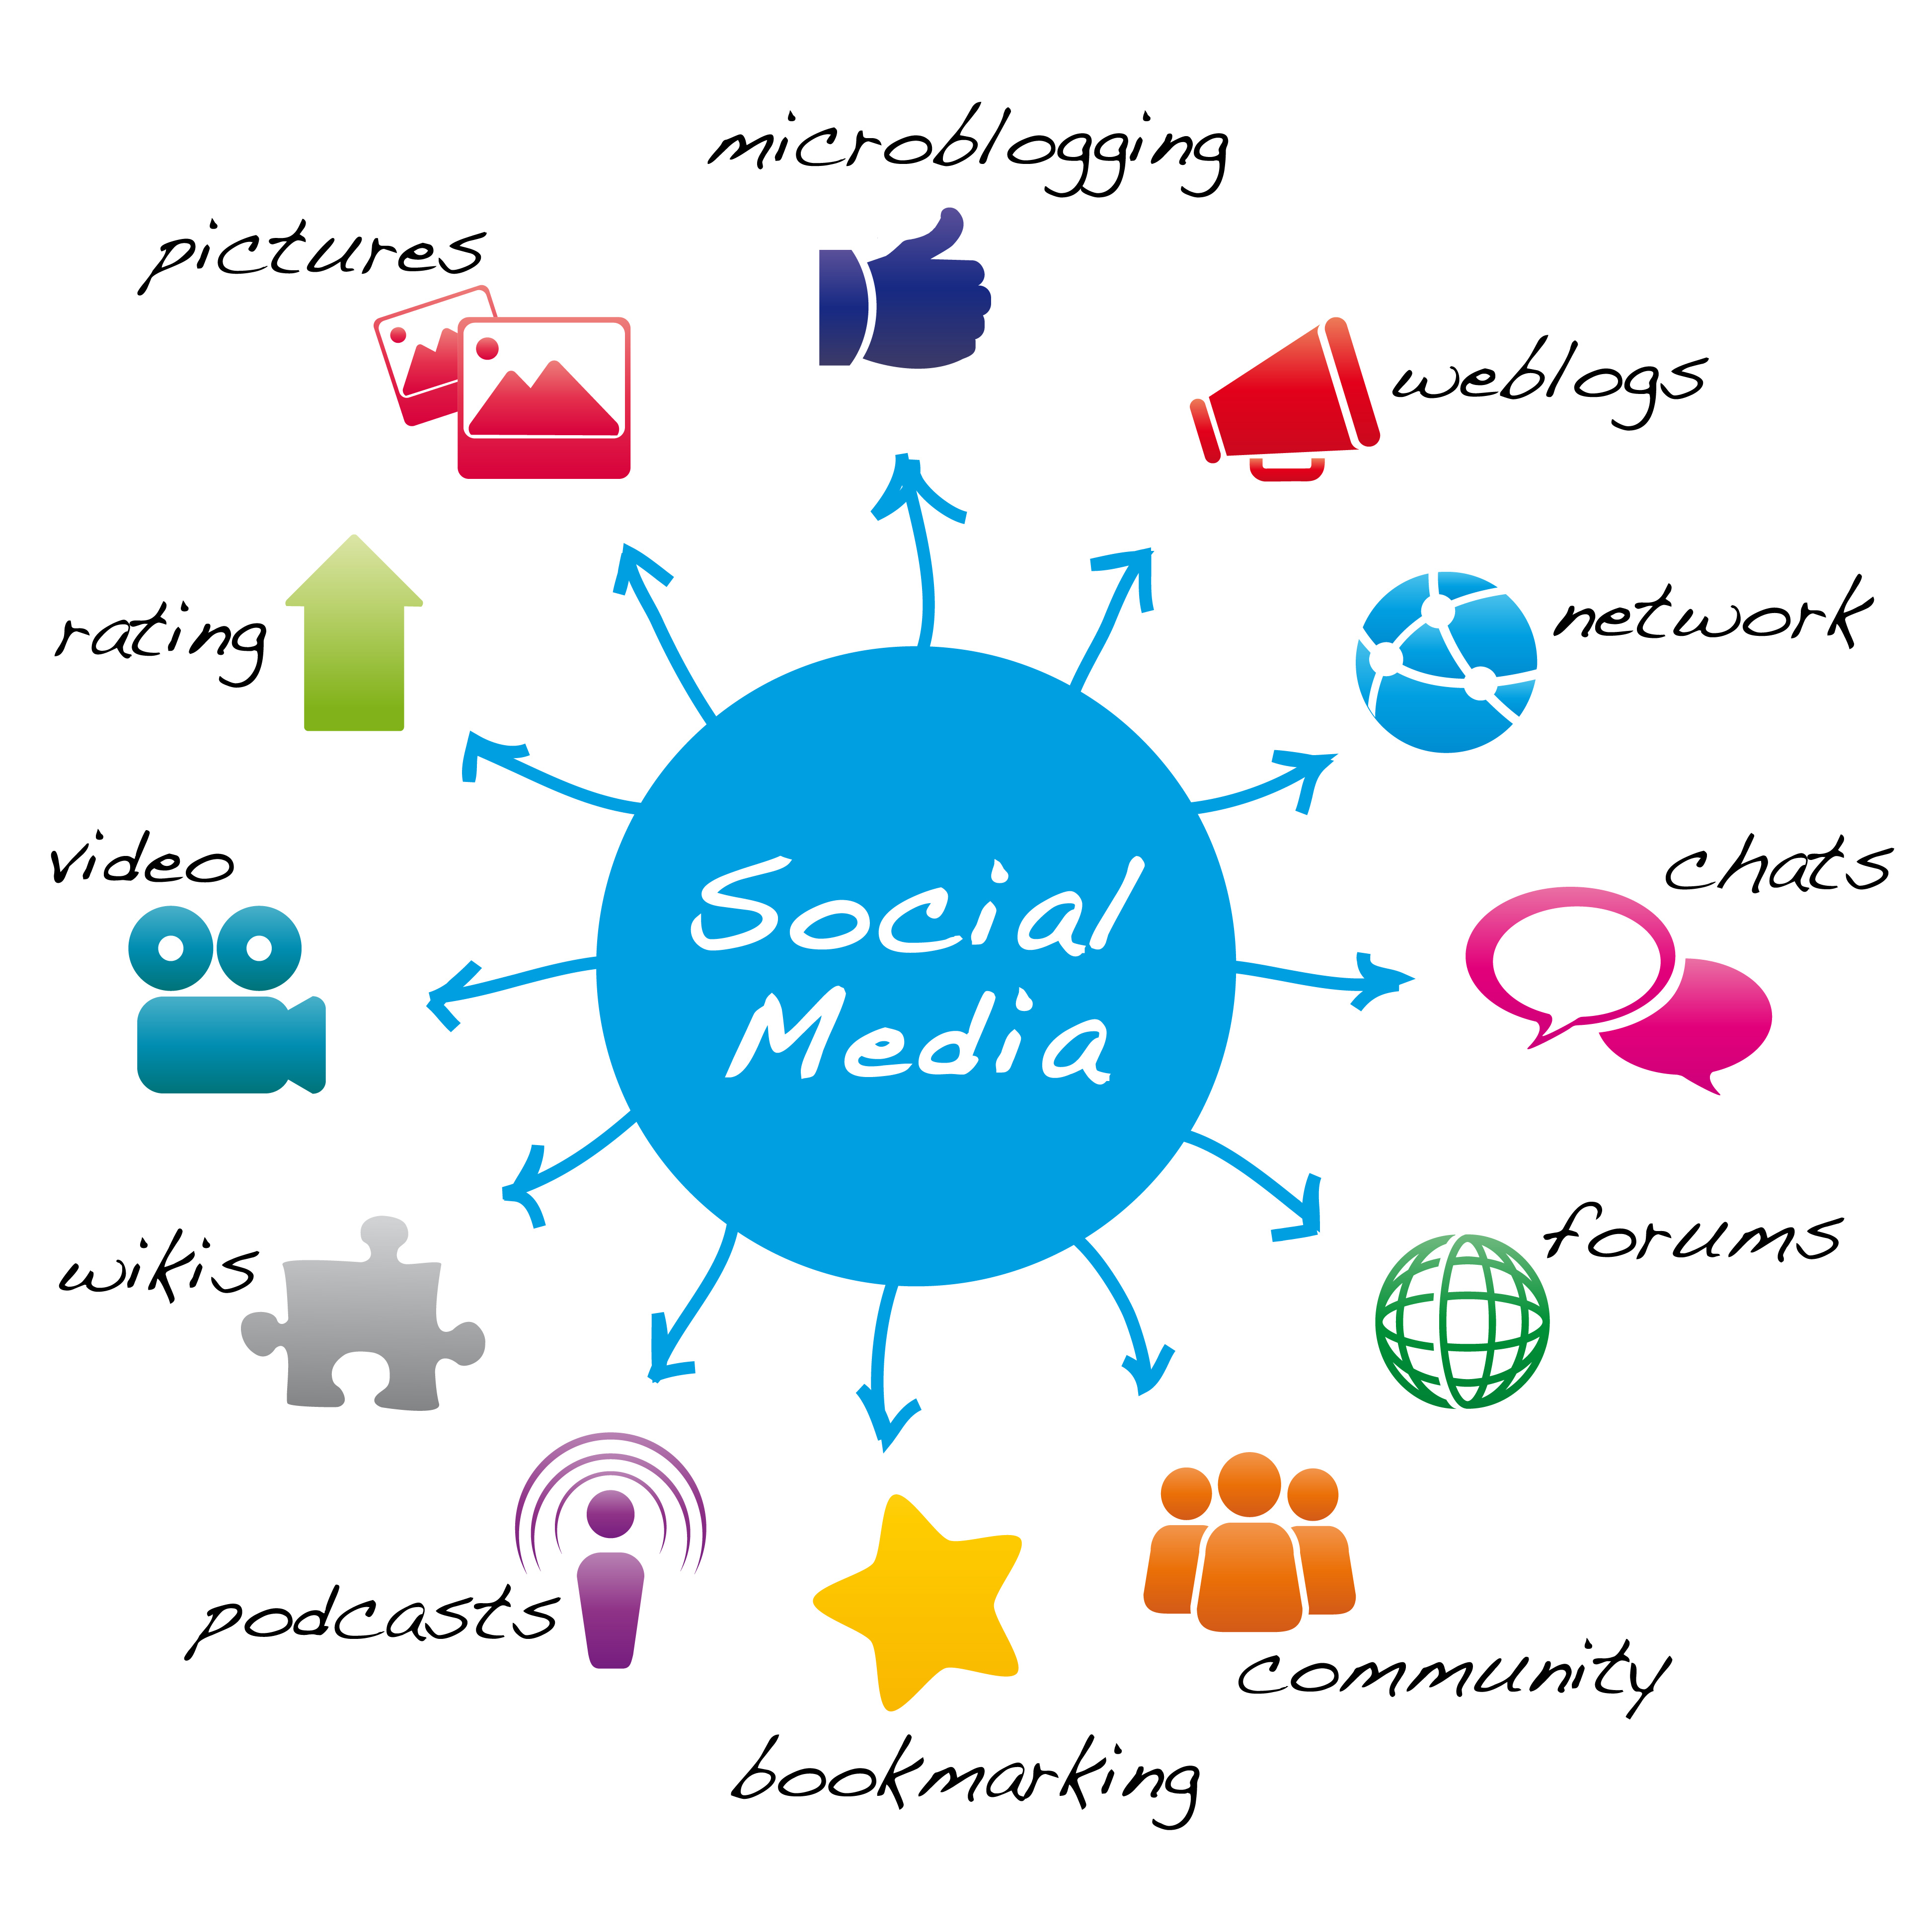 microblogging
pictures
weblogs
rating
network
video
chats
Social
Media
wikis
forums
podcasts
community
bookmarking